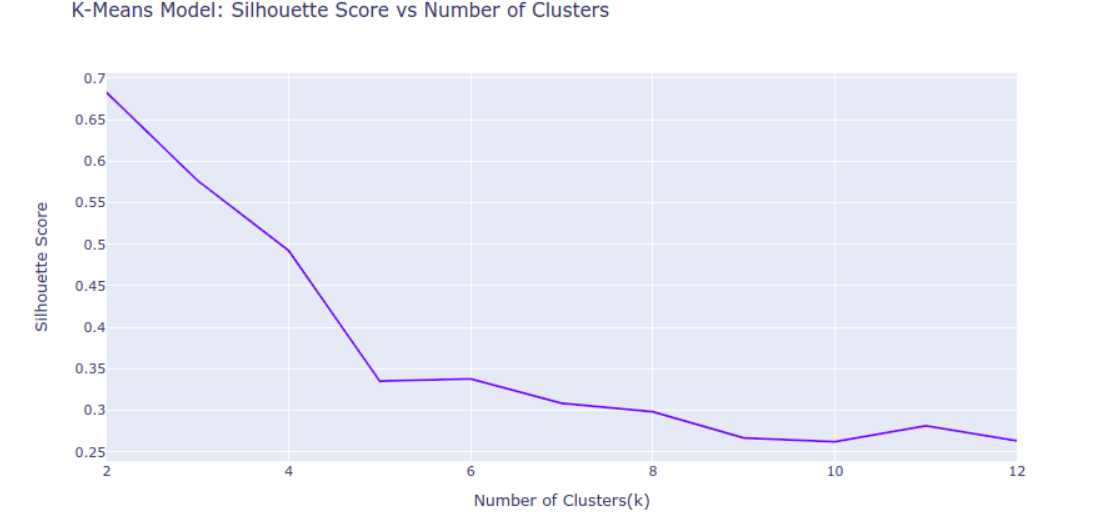 K-Means Model: Silhouette Score vs Number of Clusters
0.7
0.65
0.6
0.55
0.5
0.45
0.4
0.35
0.3
0.25
Silhouette Score
2 4 6 8 10 12
Number of Clusters(k)